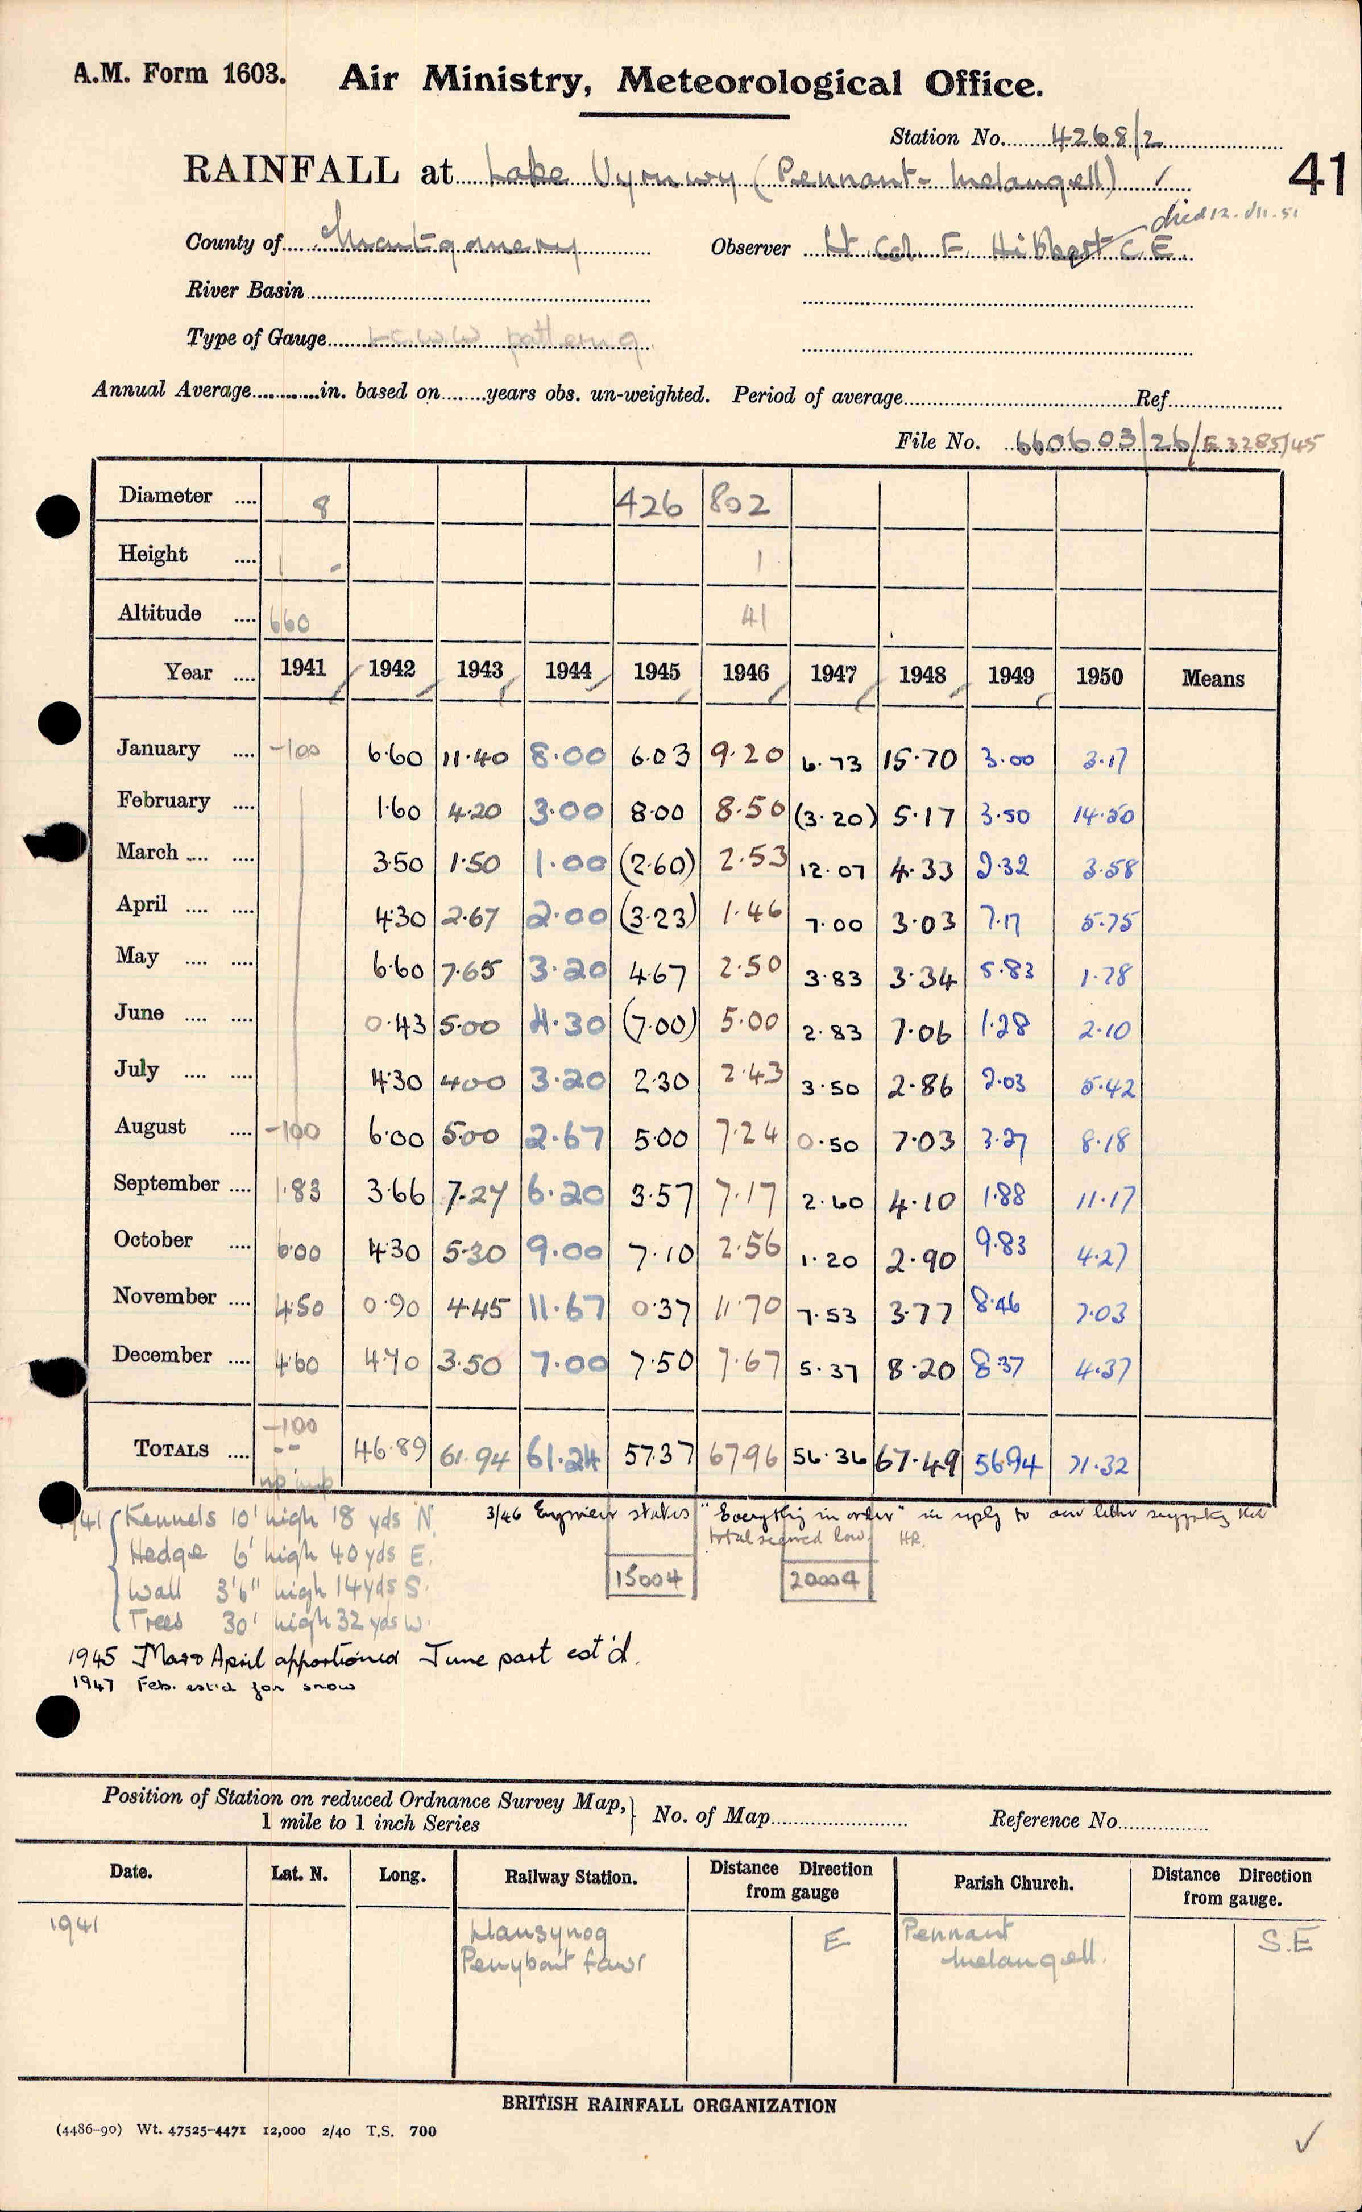 A.M. Form 1603. Air Ministry, Meteorological Office.
Station No. 4268/2
RAINFALL at Lake Vyrnwy (Pennant-Melangell) ✓ 41
died 12.VII.51
County of Montgomery Observer Lt Col. F. Hibbert C.E.
River Basin
Type of Gauge pattern
Annual Average in. based on years obs. un-weighted. Period of average Ref.
File No. 660603/26/E3285/45
Diameter 8 426 802
Height 1 - 1
Altitude 660 41
Year 1941 1942 1943 1944 1945 1946 1947 1948 1949 1950 Means
January -100 6.60 11.40 8.00 6.03 9.20 6.73 15.70 3.00 3.17
February 1.60 4.20 3.00 8.00 8.50 (3.20) 5.17 3.50 14.50
March 3.50 1.50 1.00 (2.60) 2.53 12.07 4.33 2.32 3.58
April 4.30 2.67 2.00 (3.23) 1.46 7.00 3.03 7.17 5.75
May 6.60 7.65 3.20 4.67 2.50 3.83 3.34 5.83 1.78
June 0.43 5.00 4.30 (7.00) 5.00 2.83 7.06 1.28 2.10
July 4.30 4.00 3.20 2.30 2.43 3.50 2.86 2.03 5.42
August -100 6.00 5.00 2.67 5.00 7.24 0.50 7.03 3.27 8.18
September 1.83 3.66 7.27 6.20 3.57 7.17 2.60 4.10 1.88 11.17
October 6.00 4.30 5.30 9.00 7.10 2.56 1.20 2.90 9.83 4.27
November 4.50 0.90 4.45 11.67 0.37 11.70 7.53 3.77 8.46 7.03
December 4.60 4.70 3.50 7.00 7.50 7.67 5.37 8.20 8.37 4.37
-100
TOTALS -- 46.89 61.94 61.24 57.37 67.96 56.36 67.49 56.94 71.32
Kennels 10' high 18 yds N. 3/46 Engineer states "Everything in order" in reply to our letter suggesting that
Hedge 6' high 40 yds E. total seemed low. HR.
Wall 3'6" high 14 yds S. 15004 20004
Trees 30' high 32 yds W.
1945 Mar & April apportioned June part est'd.
1947 Feb. est'd for snow
Position of Station on reduced Ordnance Survey Map, 1 mile to 1 inch Series No. of Map Reference No.
Date. Lat. N. Long. Railway Station. Distance Direction from gauge Parish Church. Distance Direction from gauge.
1941 Llansynog E Pennant S.E
Penybont fawr Melangell.
BRITISH RAINFALL ORGANIZATION
(4486-90) Wt. 47525-4471 12,000 2/40 T.S. 700
✓